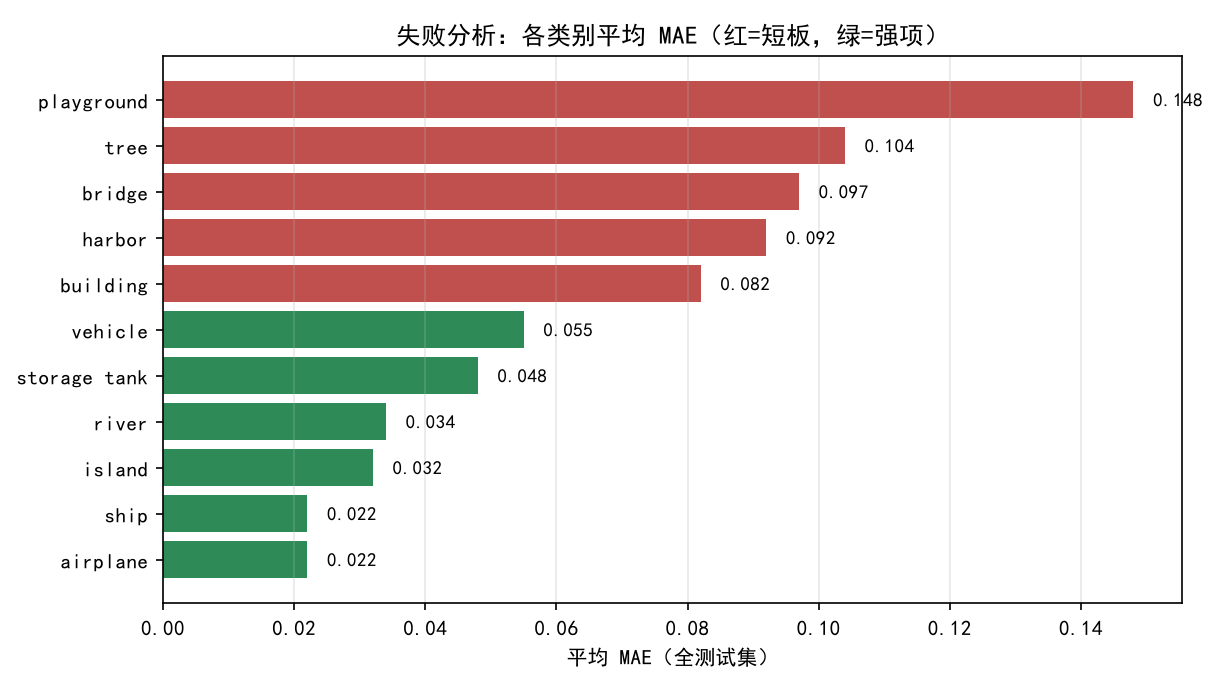 失败分析：各类别平均 MAE（红=短板，绿=强项）
playground 0.148
tree 0.104
bridge 0.097
harbor 0.092
building 0.082
vehicle 0.055
storage tank 0.048
river 0.034
island 0.032
ship 0.022
airplane 0.022
0.00 0.02 0.04 0.06 0.08 0.10 0.12 0.14
平均 MAE（全测试集）